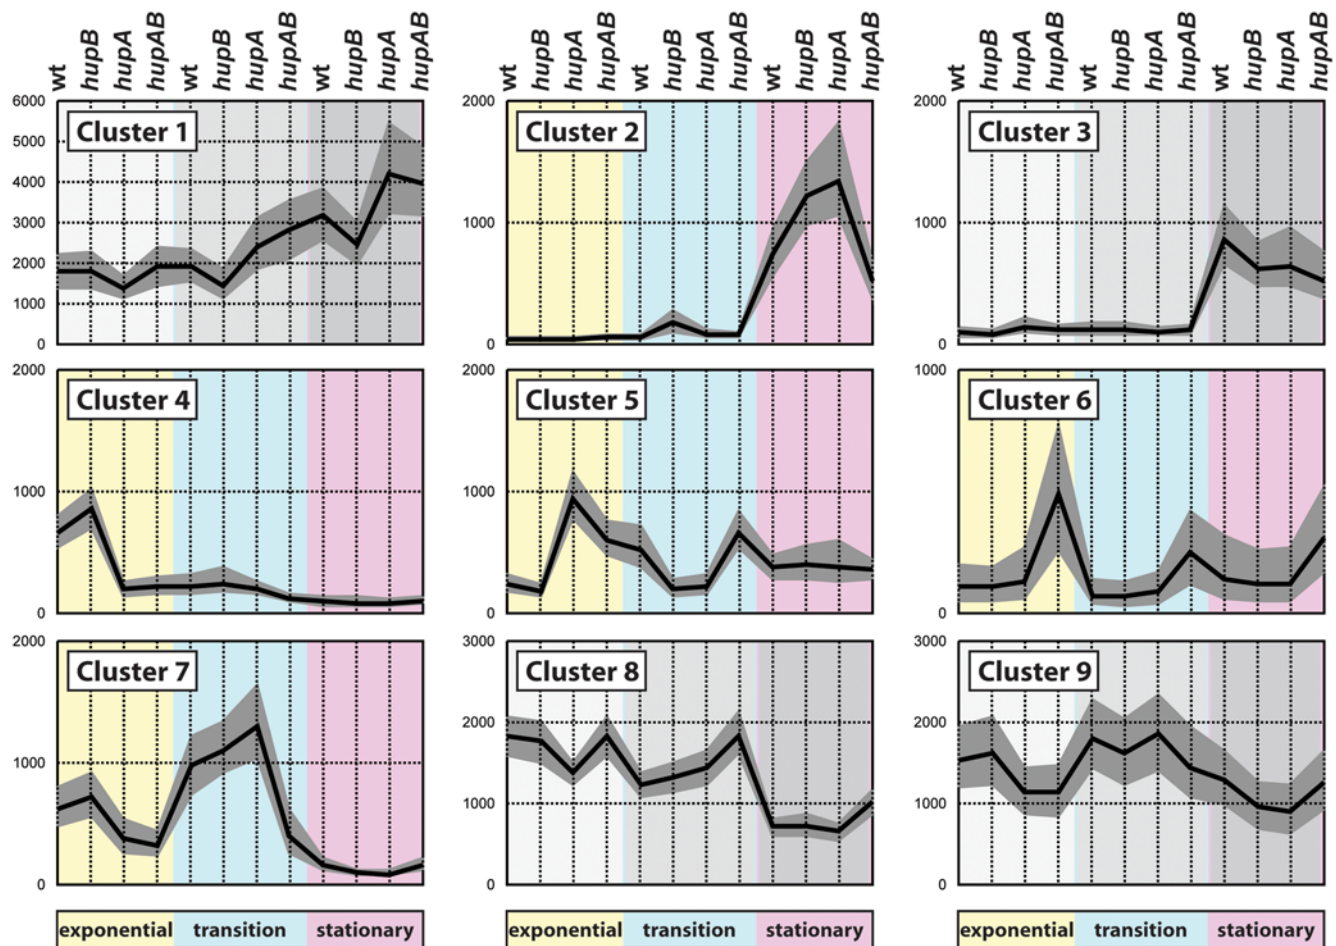 wt hupB hupA hupAB wt hupB hupA hupAB wt hupB hupA hupAB
wt hupB hupA hupAB wt hupB hupA hupAB wt hupB hupA hupAB
wt hupB hupA hupAB wt hupB hupA hupAB wt hupB hupA hupAB
Cluster 1
6000
5000
4000
3000
2000
1000
0
Cluster 2
2000
1000
0
Cluster 3
2000
1000
0
Cluster 4
2000
1000
0
Cluster 5
2000
1000
0
Cluster 6
1000
0
Cluster 7
2000
1000
0
Cluster 8
3000
2000
1000
0
Cluster 9
3000
2000
1000
0
exponential transition stationary
exponential transition stationary
exponential transition stationary